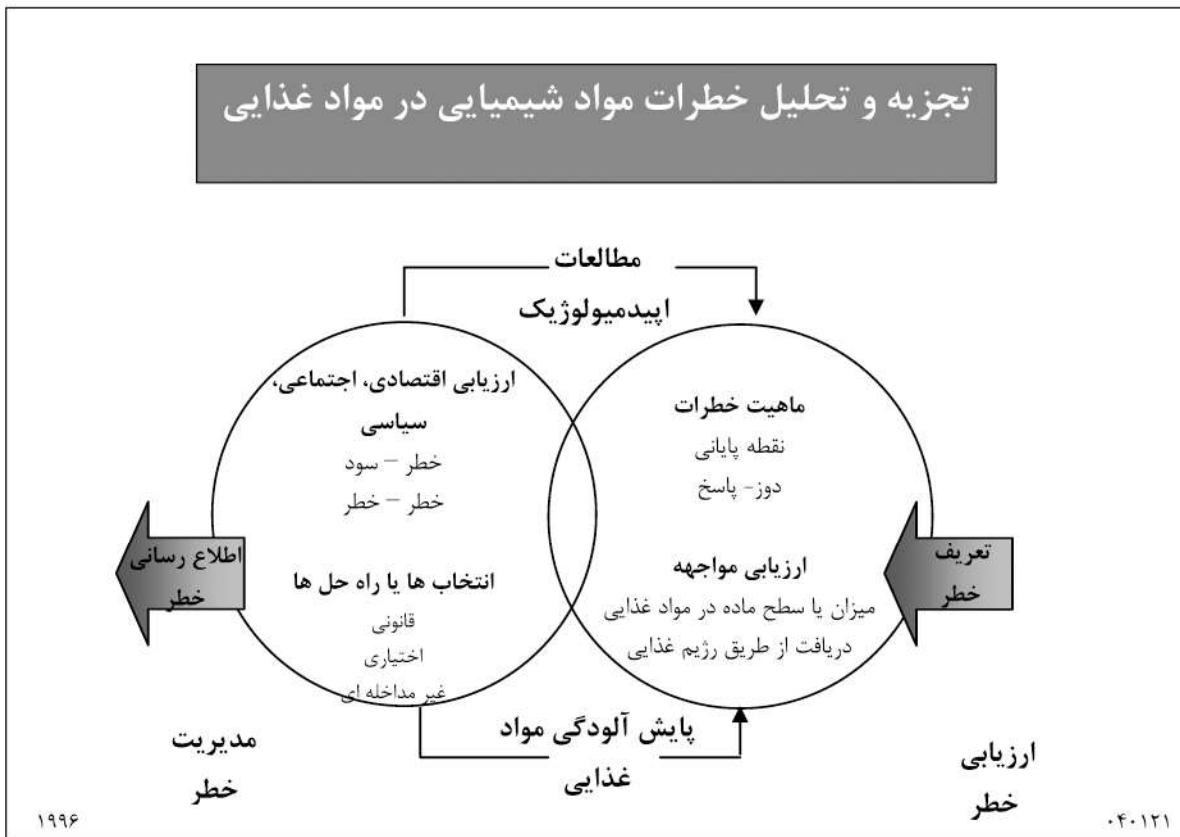 تجزیه و تحلیل خطرات مواد شیمیایی در مواد غذایی
مطالعات
اپیدمیولوژیک
ماهیت خطرات
نقطه پایانی
دوز- پاسخ
ارزیابی مواجهه
میزان یا سطح ماده در مواد غذایی
دریافت از طریق رژیم غذایی
تعریف
خطر
ارزیابی اقتصادی، اجتماعی،
سیاسی
خطر – سود
خطر – خطر
انتخاب ها یا راه حل ها
قانونی
اختیاری
غیر مداخله ای
اطلاع رسانی
خطر
پایش آلودگی مواد
غذایی
ارزیابی
خطر
مدیریت
خطر
۰۴۰۱۲۱
۱۹۹۶